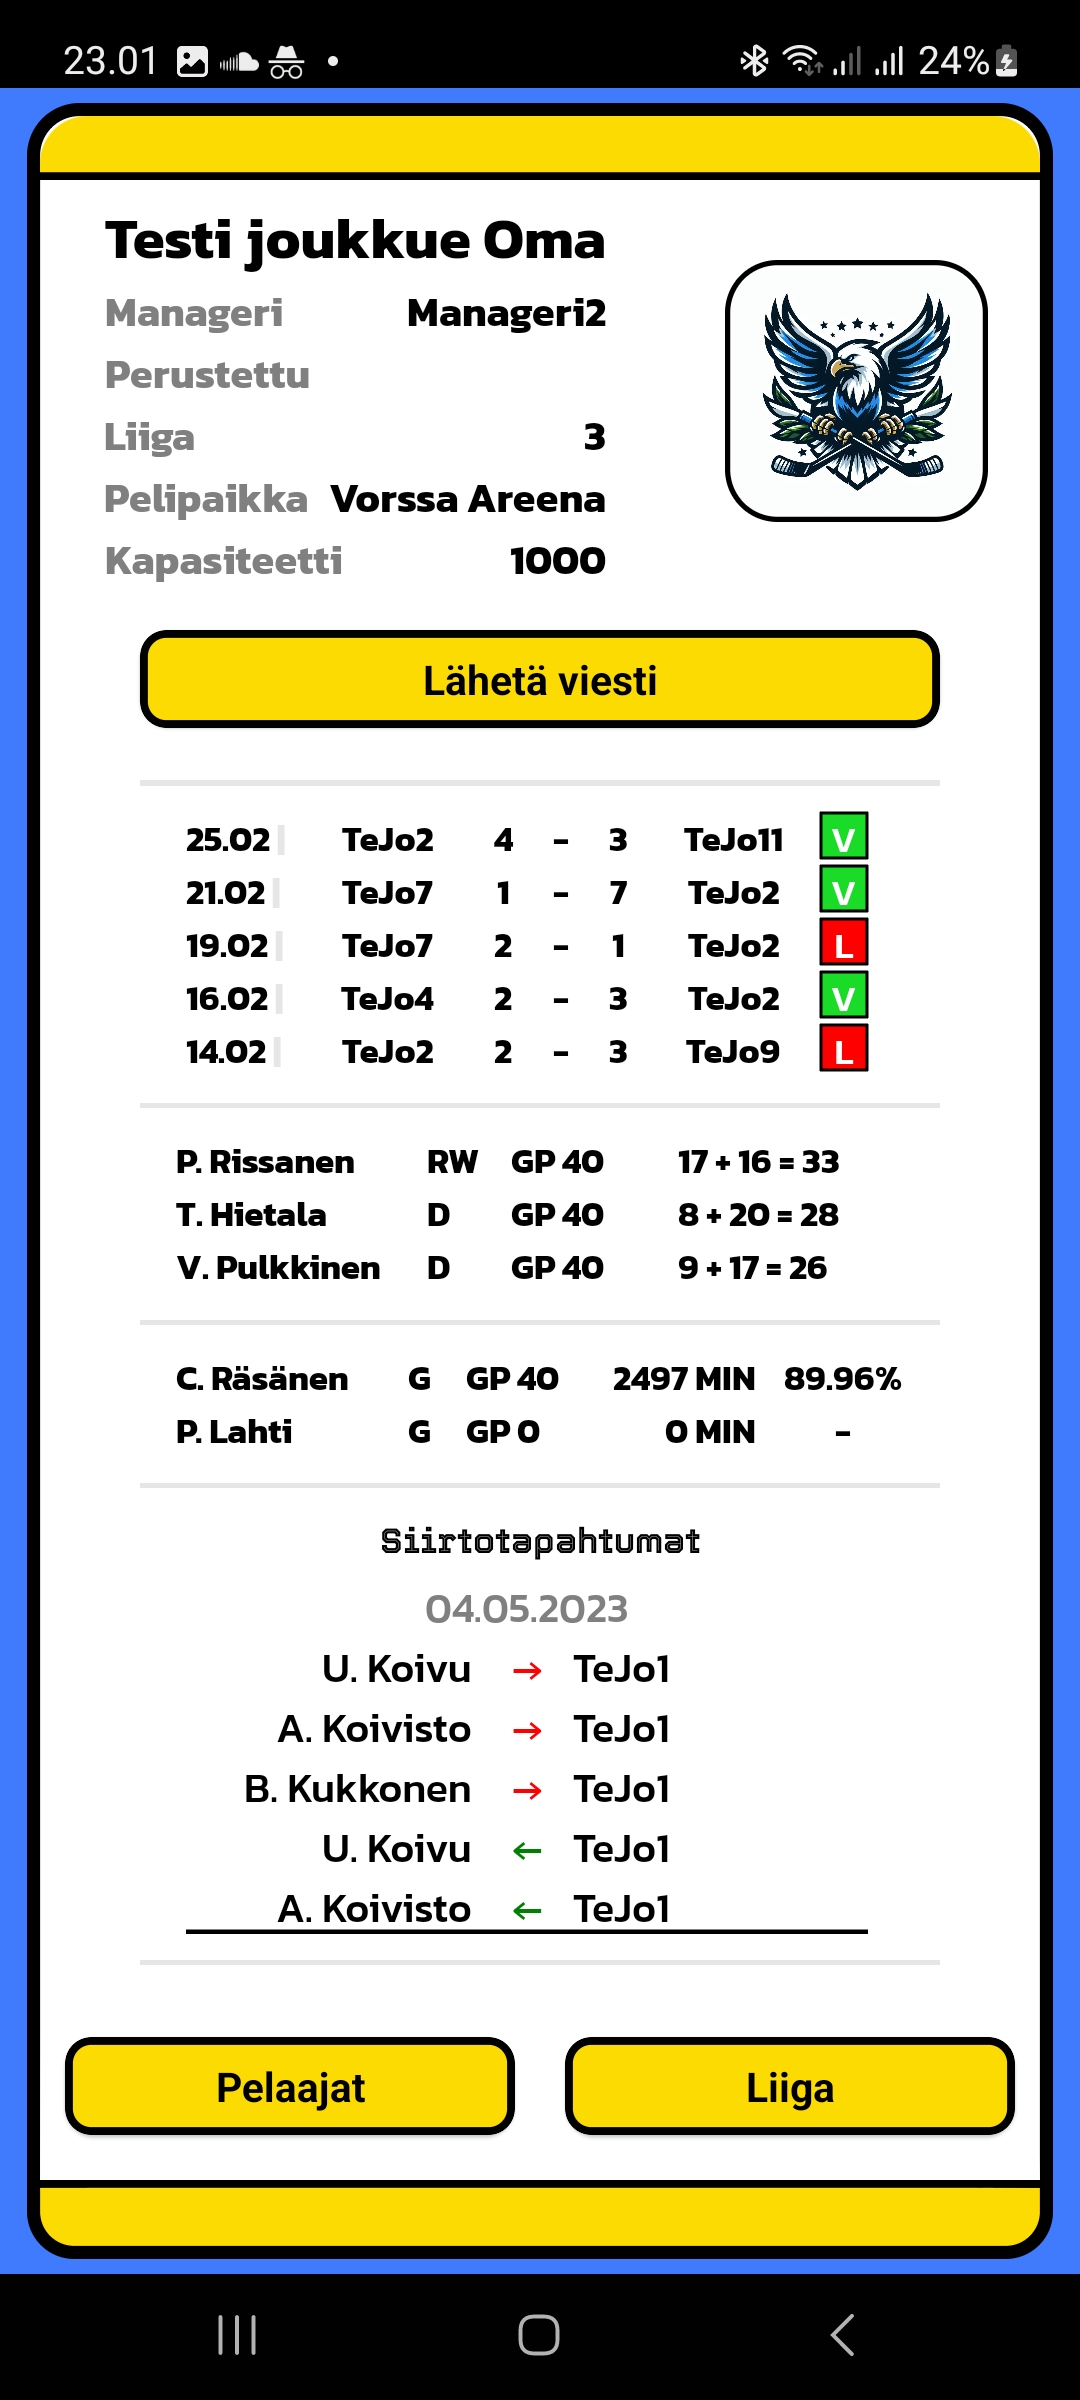 23.01 24%
Testi joukkue Oma
Manageri Manageri2
Perustettu
Liiga 3
Pelipaikka Vorssa Areena
Kapasiteetti 1000
Lähetä viesti
25.02 TeJo2 4 - 3 TeJo11 V
21.02 TeJo7 1 - 7 TeJo2 V
19.02 TeJo7 2 - 1 TeJo2 L
16.02 TeJo4 2 - 3 TeJo2 V
14.02 TeJo2 2 - 3 TeJo9 L
P. Rissanen RW GP 40 17 + 16 = 33
T. Hietala D GP 40 8 + 20 = 28
V. Pulkkinen D GP 40 9 + 17 = 26
C. Räsänen G GP 40 2497 MIN 89.96%
P. Lahti G GP 0 0 MIN -
Siirtotapahtumat
04.05.2023
U. Koivu → TeJo1
A. Koivisto → TeJo1
B. Kukkonen → TeJo1
U. Koivu ← TeJo1
A. Koivisto ← TeJo1
Pelaajat Liiga